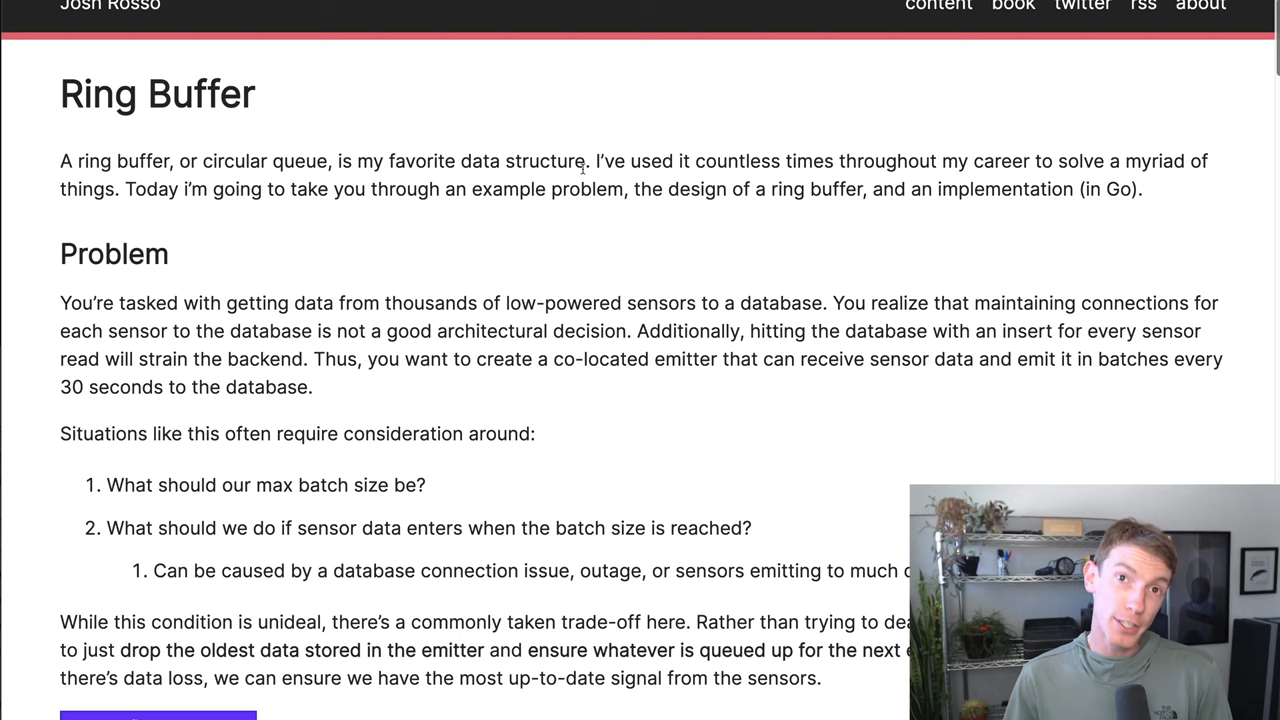 Josh Rosso
content book twitter rss about
Ring Buffer
A ring buffer, or circular queue, is my favorite data structure. I've used it countless times throughout my career to solve a myriad of
things. Today i'm going to take you through an example problem, the design of a ring buffer, and an implementation (in Go).
Problem
You're tasked with getting data from thousands of low-powered sensors to a database. You realize that maintaining connections for
each sensor to the database is not a good architectural decision. Additionally, hitting the database with an insert for every sensor
read will strain the backend. Thus, you want to create a co-located emitter that can receive sensor data and emit it in batches every
30 seconds to the database.
Situations like this often require consideration around:
1. What should our max batch size be?
2. What should we do if sensor data enters when the batch size is reached?
1. Can be caused by a database connection issue, outage, or sensors emitting to much
While this condition is unideal, there's a commonly taken trade-off here. Rather than trying to
to just drop the oldest data stored in the emitter and ensure whatever is queued up for the next
there's data loss, we can ensure we have the most up-to-date signal from the sensors.